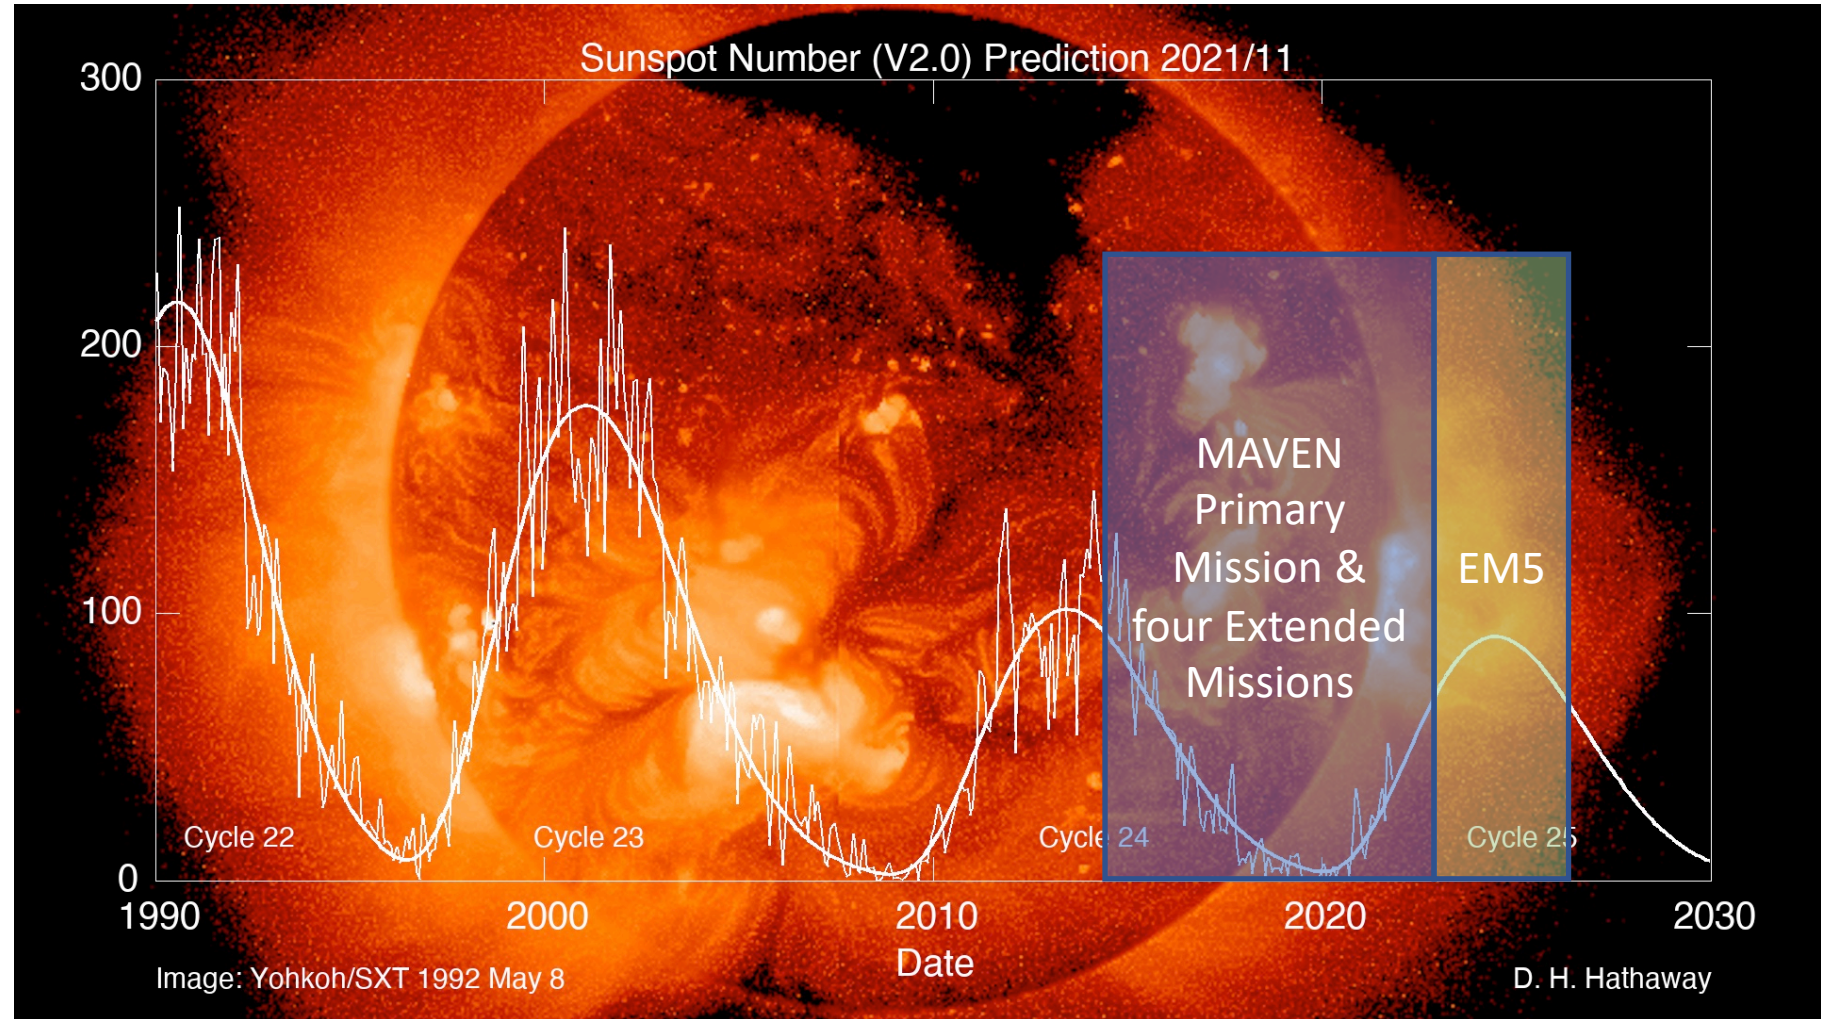 Sunspot Number (V2.0) Prediction 2021/11
300
200
100
0
MAVEN
Primary
Mission &
four Extended
Missions
EM5
Cycle 22
Cycle 23
Cycle 24
Cycle 25
1990
2000
2010
2020
2030
Date
Image: Yohkoh/SXT 1992 May 8
D. H. Hathaway